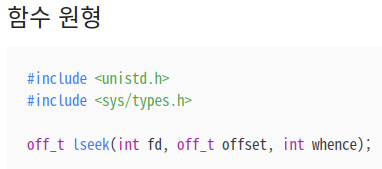 함수 원형
#include <unistd.h>
#include <sys/types.h>
off_t lseek(int fd, off_t offset, int whence);